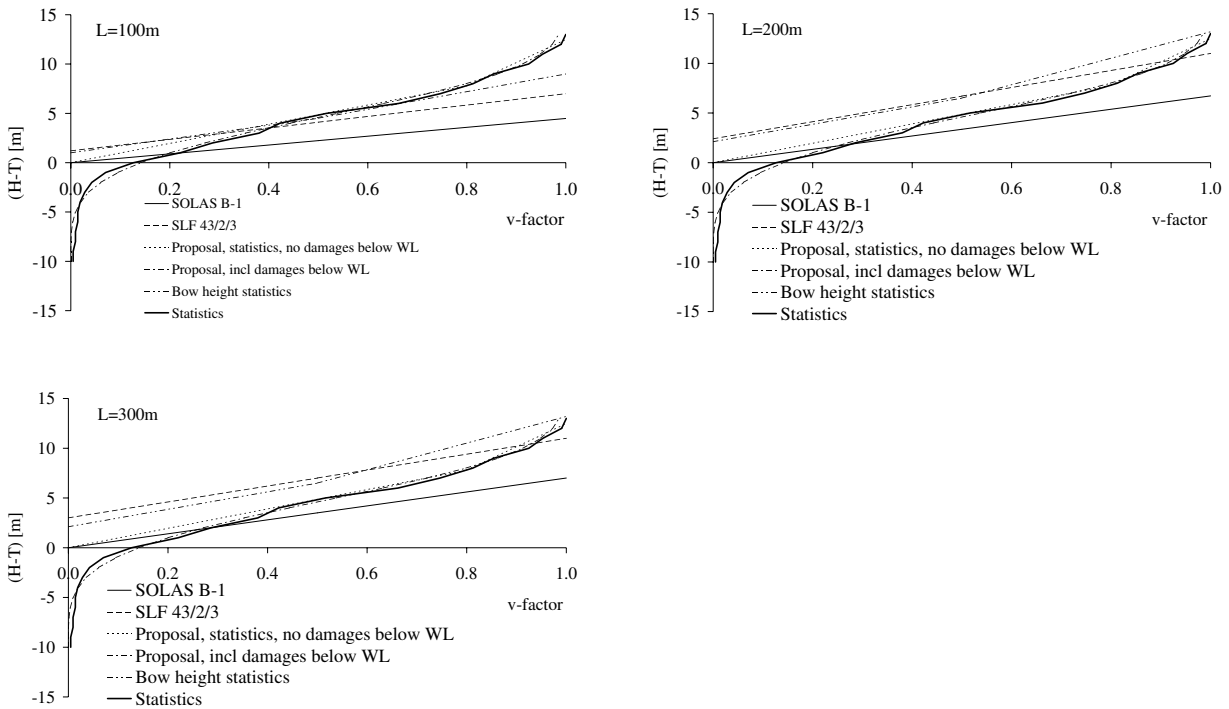 L=100m
(H-T) [m]
15
10
5
0
-5
-10
-15
0.0 0.2 0.4 0.6 0.8 1.0
v-factor
SOLAS B-1
SLF 43/2/3
Proposal, statistics, no damages below WL
Proposal, incl damages below WL
Bow height statistics
Statistics
L=200m
(H-T) [m]
15
10
5
0
-5
-10
-15
0.0 0.2 0.4 0.6 0.8 1.0
v-factor
SOLAS B-1
SLF 43/2/3
Proposal, statistics, no damages below WL
Proposal, incl damages below WL
Bow height statistics
Statistics
L=300m
(H-T) [m]
15
10
5
0
-5
-10
-15
0.0 0.2 0.4 0.6 0.8 1.0
v-factor
SOLAS B-1
SLF 43/2/3
Proposal, statistics, no damages below WL
Proposal, incl damages below WL
Bow height statistics
Statistics